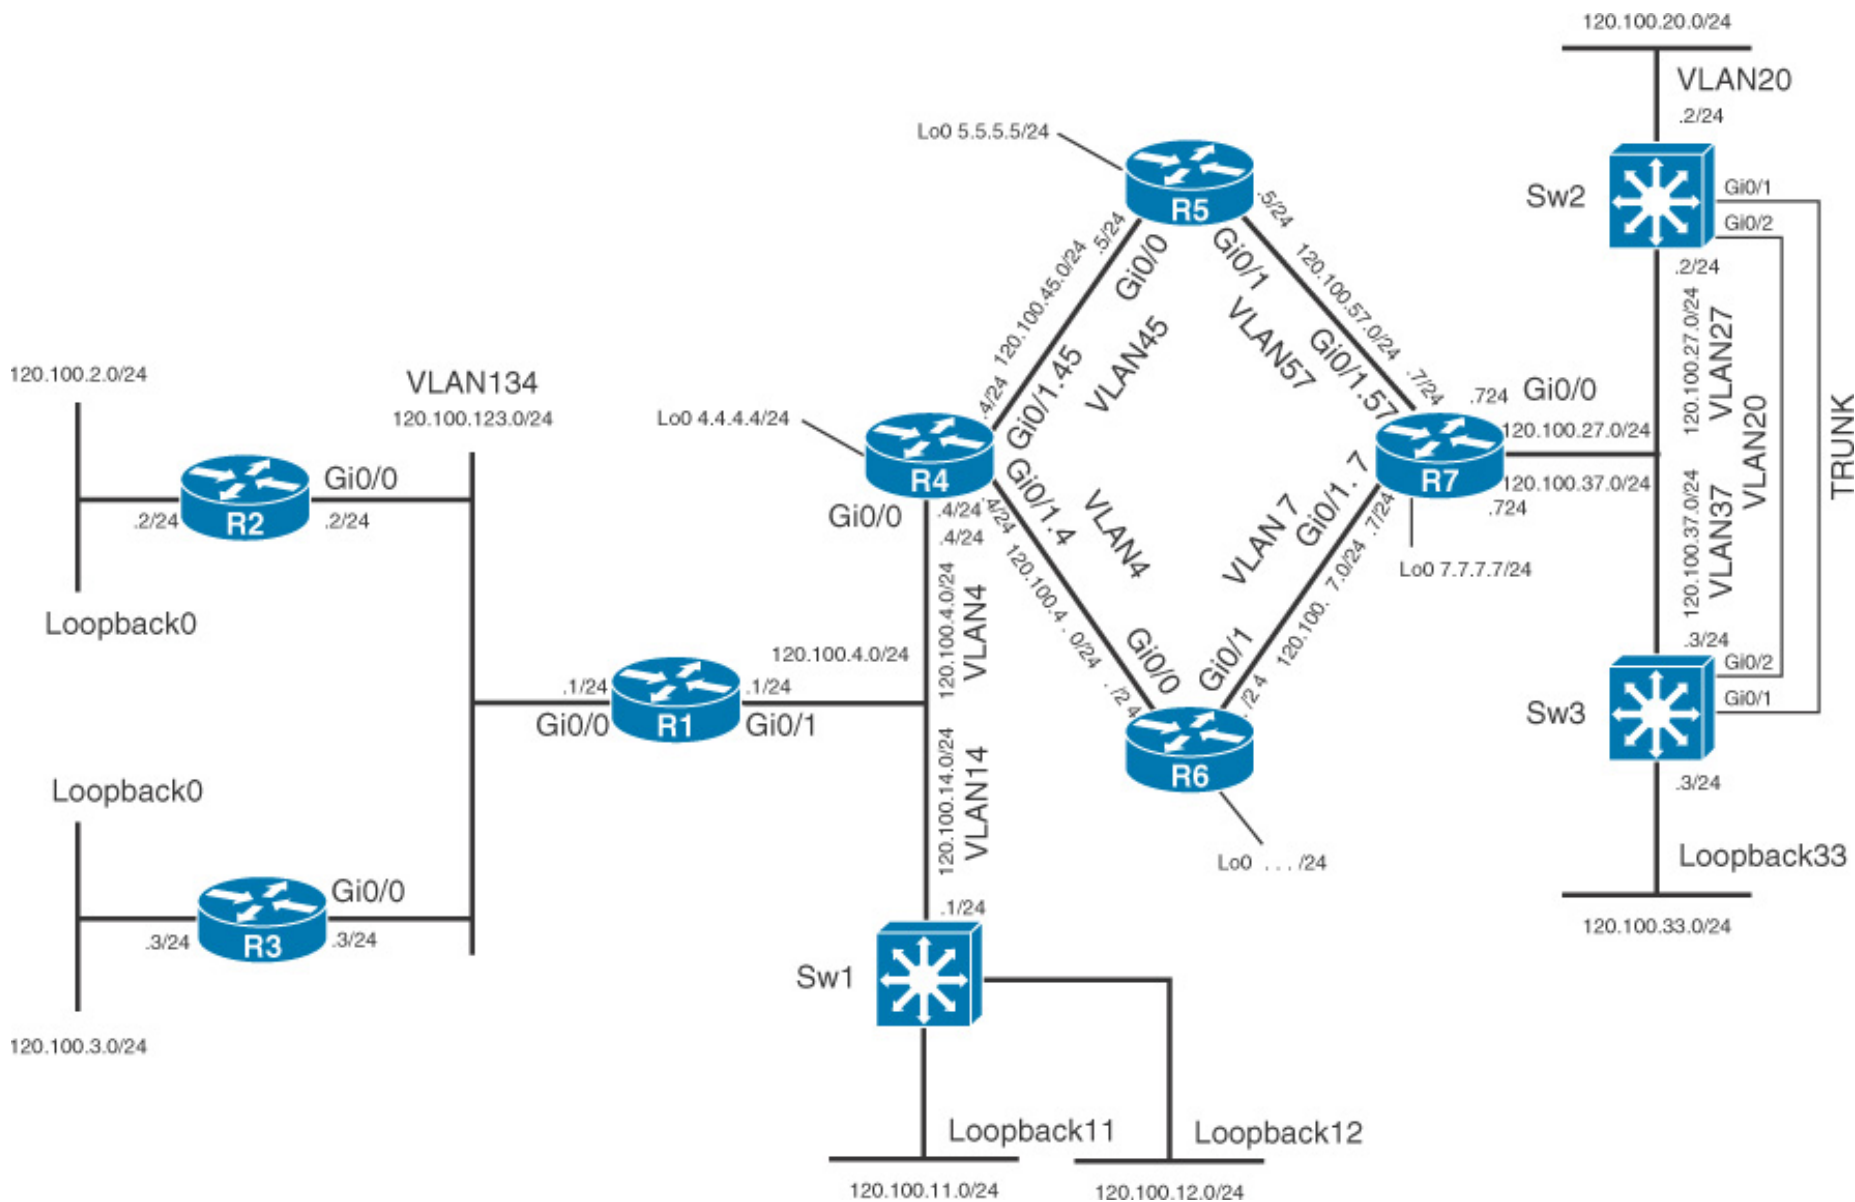 120.100.20.0/24
VLAN20
.2/24
Sw2
Gi0/1
Gi0/2
.2/24
120.100.27.0/24
VLAN27
VLAN20
TRUNK
120.100.37.0/24
VLAN37
.3/24
Gi0/2
Gi0/1
Sw3
.3/24
Loopback33
120.100.33.0/24
Lo0 5.5.5.5/24
R5
.5/24
Gi0/0
120.100.45.0/24
VLAN45
.4/24
Gi0/1.45
.5/24
Gi0/1
120.100.57.0/24
VLAN57
Gi0/1.57
.7/24
.724
Gi0/0
120.100.27.0/24
120.100.37.0/24
.724
R7
Lo0 7.7.7.7/24
Lo0 4.4.4.4/24
R4
Gi0/0
.4/24
.4/24
.4/24
Gi0/1.4
VLAN4
120.100.4 . 0/24
. /2 4
Gi0/0
VLAN 7
Gi0/1. 7
.7/24
120.100. 7.0/24
Gi0/1
. /2 4
R6
Lo0 . . . /24
120.100.2.0/24
VLAN134
120.100.123.0/24
Gi0/0
.2/24
R2
.2/24
Loopback0
120.100.4.0/24
120.100.4.0/24
VLAN4
.1/24
Gi0/0
R1
.1/24
Gi0/1
120.100.14.0/24
VLAN14
Loopback0
Gi0/0
.3/24
R3
.3/24
120.100.3.0/24
.1/24
Sw1
Loopback11
120.100.11.0/24
Loopback12
120.100.12.0/24